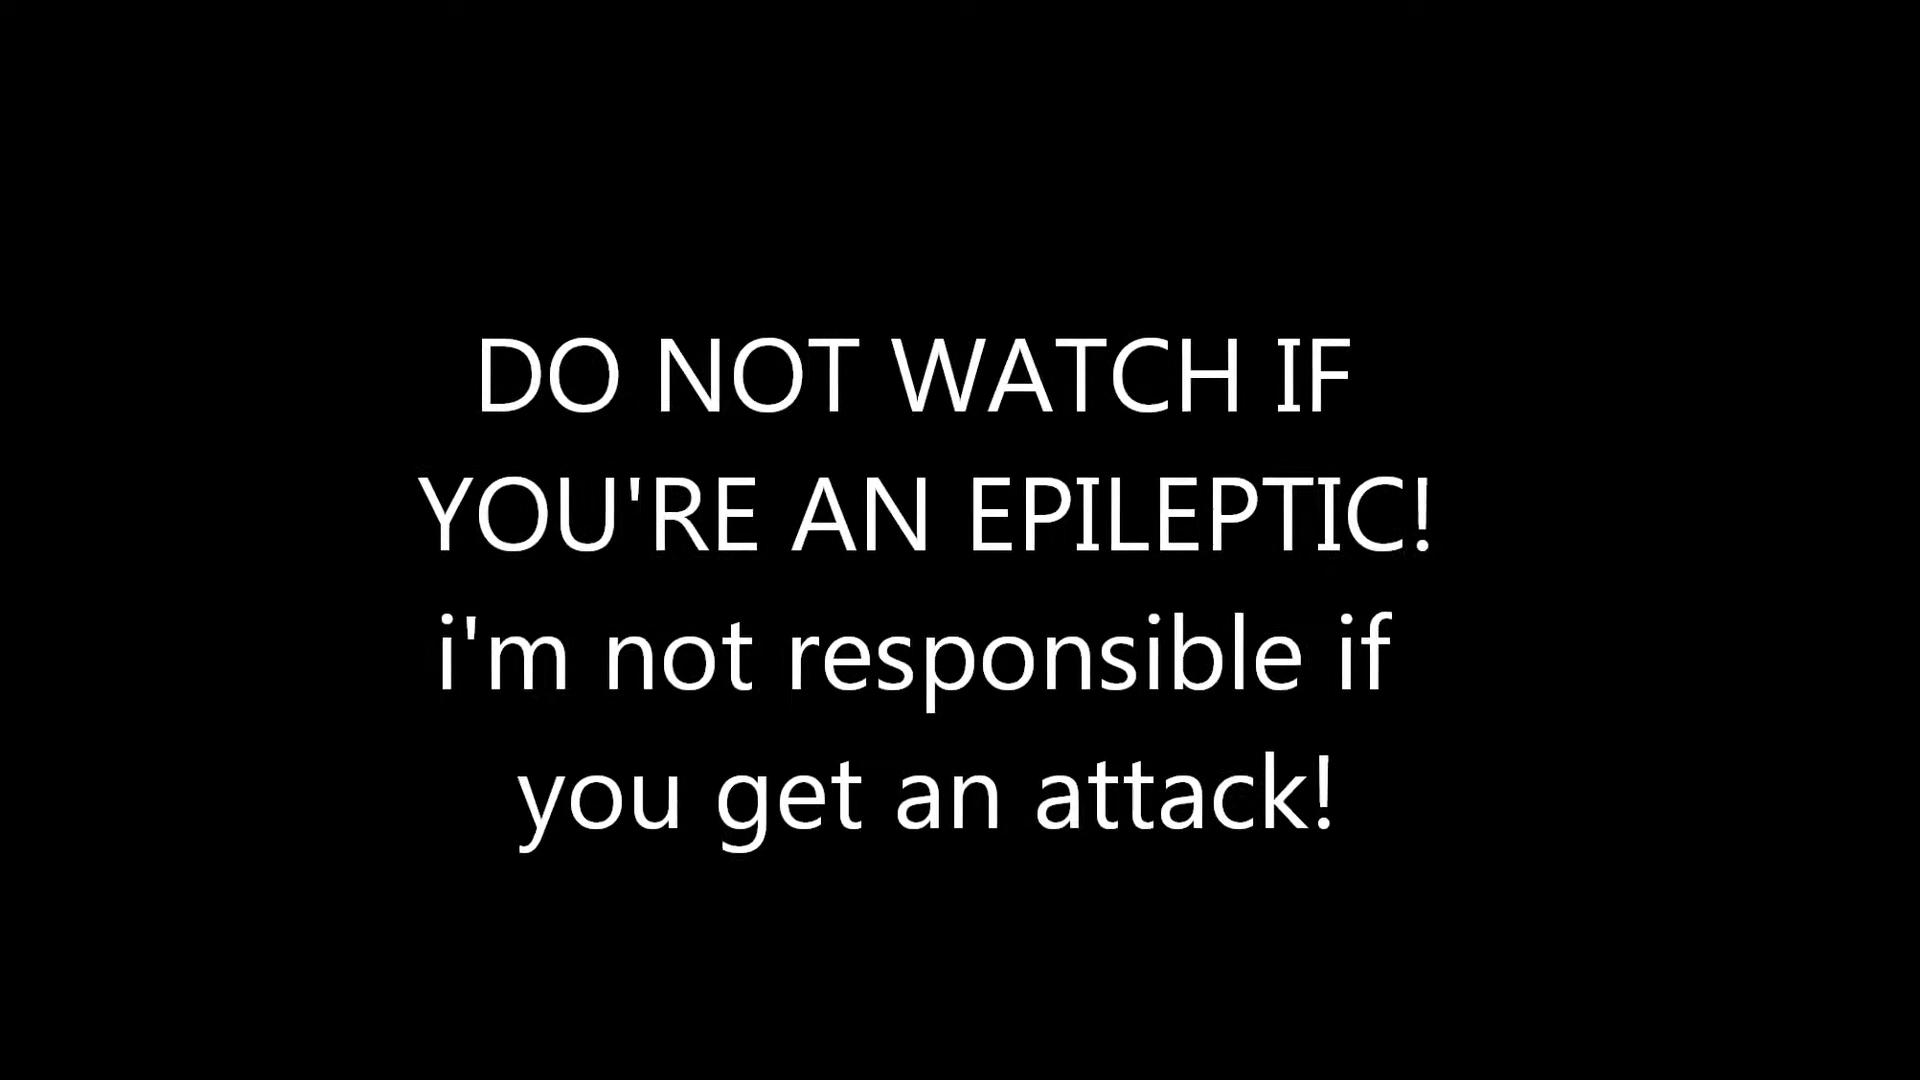 DO NOT WATCH IF
YOU'RE AN EPILEPTIC!
i'm not responsible if
you get an attack!